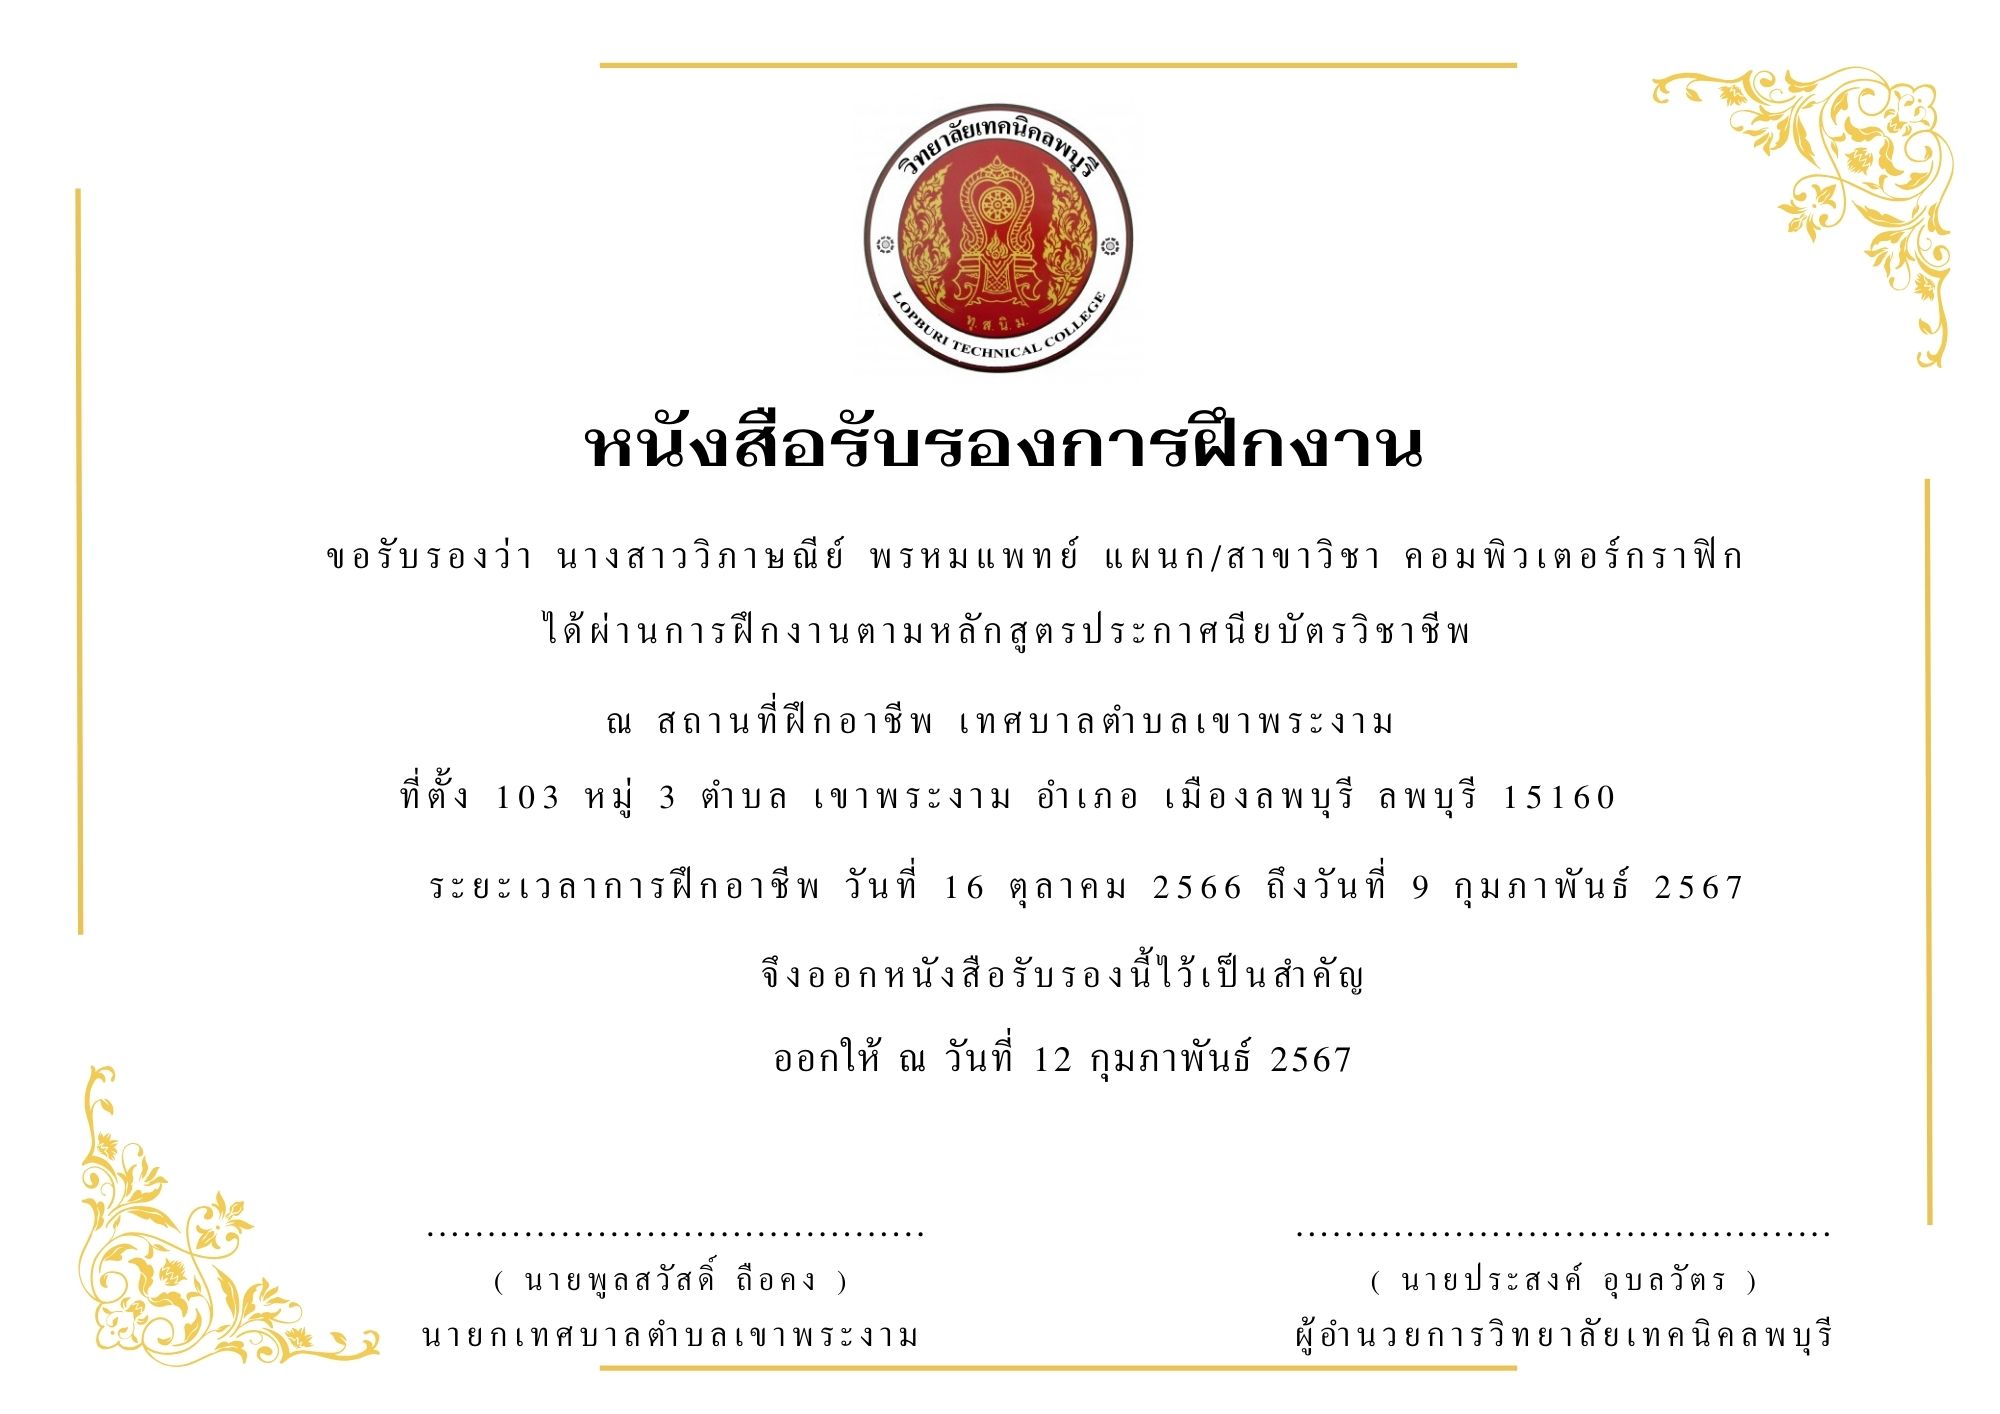 วิทยาลัยเทคนิคลพบุรี
ทุ. ส. นิ. ม.
LOPBURI TECHNICAL COLLEGE
หนังสือรับรองการฝึกงาน
ขอรับรองว่า นางสาววิภาษณีย์ พรหมแพทย์ แผนก/สาขาวิชา คอมพิวเตอร์กราฟิก
ได้ผ่านการฝึกงานตามหลักสูตรประกาศนียบัตรวิชาชีพ
ณ สถานที่ฝึกอาชีพ เทศบาลตำบลเขาพระงาม
ที่ตั้ง 103 หมู่ 3 ตำบล เขาพระงาม อำเภอ เมืองลพบุรี ลพบุรี 15160
ระยะเวลาการฝึกอาชีพ วันที่ 16 ตุลาคม 2566 ถึงวันที่ 9 กุมภาพันธ์ 2567
จึงออกหนังสือรับรองนี้ไว้เป็นสำคัญ
ออกให้ ณ วันที่ 12 กุมภาพันธ์ 2567
......................................... ............................................
( นายพูลสวัสดิ์ ถือคง ) ( นายประสงค์ อุบลวัตร )
นายกเทศบาลตำบลเขาพระงาม ผู้อำนวยการวิทยาลัยเทคนิคลพบุรี